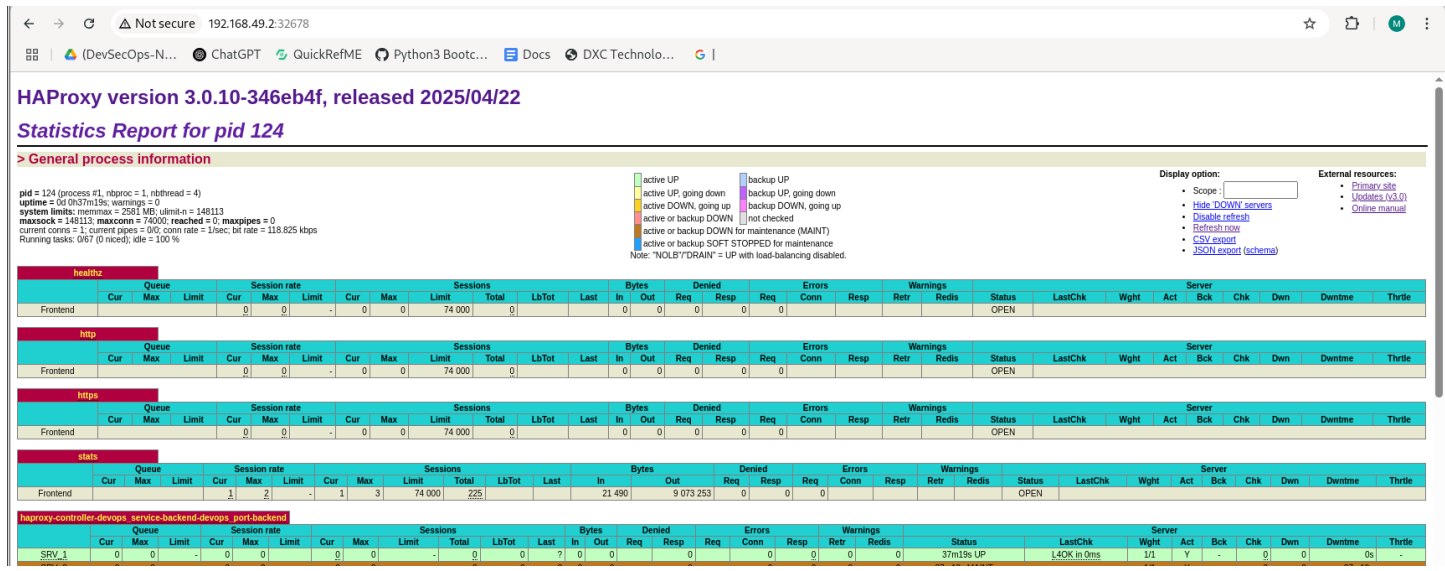 Not secure 192.168.49.2:32678
M
(DevSecOps-N... ChatGPT QuickRefME Python3 Bootc... Docs DXC Technolo... G |
HAProxy version 3.0.10-346eb4f, released 2025/04/22
Statistics Report for pid 124
> General process information
pid = 124 (process #1, nbproc = 1, nbthread = 4)
uptime = 0d 0h37m19s; warnings = 0
system limits: memmax = 2581 MB; ulimit-n = 148113
maxsock = 148113; maxconn = 74000; reached = 0; maxpipes = 0
current conns = 1; current pipes = 0/0; conn rate = 1/sec; bit rate = 118.825 kbps
Running tasks: 0/67 (0 niced); idle = 100 %
active UP backup UP
active UP, going down backup UP, going down
active DOWN, going up backup DOWN, going up
active or backup DOWN not checked
active or backup DOWN for maintenance (MAINT)
active or backup SOFT STOPPED for maintenance
Note: "NOLB"/"DRAIN" = UP with load-balancing disabled.
Display option:
• Scope :
• Hide 'DOWN' servers
• Disable refresh
• Refresh now
• CSV export
• JSON export (schema)
External resources:
• Primary site
• Updates (v3.0)
• Online manual
healthz
Queue Session rate Sessions Bytes Denied Errors Warnings Server
Cur Max Limit Cur Max Limit Cur Max Limit Total LbTot Last In Out Req Resp Req Conn Resp Retr Redis Status LastChk Wght Act Bck Chk Dwn Dwntme Thrtle
Frontend 0 0 - 0 0 74 000 0 0 0 0 0 0 OPEN
http
Queue Session rate Sessions Bytes Denied Errors Warnings Server
Cur Max Limit Cur Max Limit Cur Max Limit Total LbTot Last In Out Req Resp Req Conn Resp Retr Redis Status LastChk Wght Act Bck Chk Dwn Dwntme Thrtle
Frontend 0 0 - 0 0 74 000 0 0 0 0 0 0 OPEN
https
Queue Session rate Sessions Bytes Denied Errors Warnings Server
Cur Max Limit Cur Max Limit Cur Max Limit Total LbTot Last In Out Req Resp Req Conn Resp Retr Redis Status LastChk Wght Act Bck Chk Dwn Dwntme Thrtle
Frontend 0 0 - 0 0 74 000 0 0 0 0 0 0 OPEN
stats
Queue Session rate Sessions Bytes Denied Errors Warnings Server
Cur Max Limit Cur Max Limit Cur Max Limit Total LbTot Last In Out Req Resp Req Conn Resp Retr Redis Status LastChk Wght Act Bck Chk Dwn Dwntme Thrtle
Frontend 1 2 - 1 3 74 000 225 21 490 9 073 253 0 0 0 OPEN
haproxy-controller-devops_service-backend-devops_port-backend
Queue Session rate Sessions Bytes Denied Errors Warnings Server
Cur Max Limit Cur Max Limit Cur Max Limit Total LbTot Last In Out Req Resp Req Conn Resp Retr Redis Status LastChk Wght Act Bck Chk Dwn Dwntme Thrtle
SRV_1 0 0 - 0 0 0 0 - 0 0 ? 0 0 0 0 0 0 0 37m19s UP L4OK in 0ms 1/1 Y - 0 0 0s -